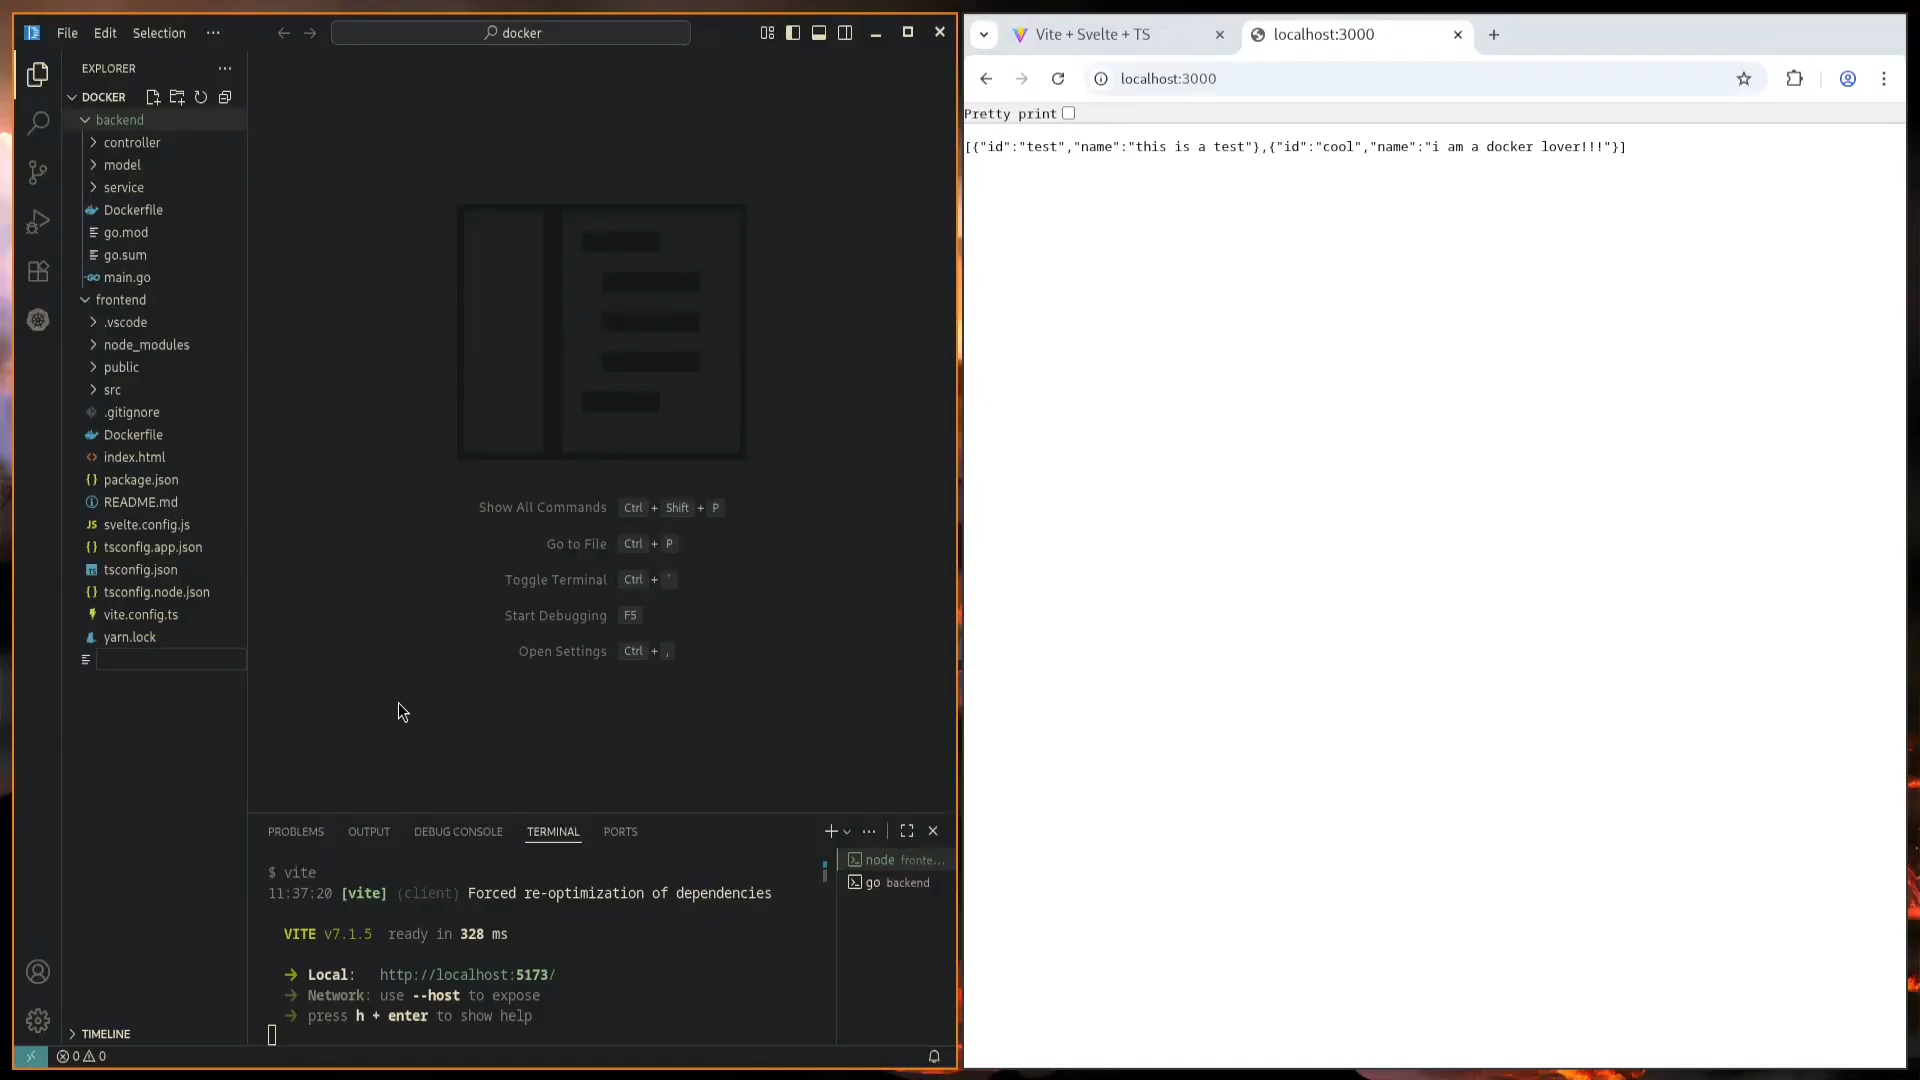 File Edit Selection ···
docker
EXPLORER
DOCKER
backend
controller
model
service
Dockerfile
go.mod
go.sum
main.go
frontend
.vscode
node_modules
public
src
.gitignore
Dockerfile
index.html
package.json
README.md
svelte.config.js
tsconfig.app.json
tsconfig.json
tsconfig.node.json
vite.config.ts
yarn.lock
TIMELINE
Show All Commands Ctrl + Shift + P
Go to File Ctrl + P
Toggle Terminal Ctrl + `
Start Debugging F5
Open Settings Ctrl + ,
PROBLEMS OUTPUT DEBUG CONSOLE TERMINAL PORTS
$ vite
11:37:20 [vite] (client) Forced re-optimization of dependencies
VITE v7.1.5 ready in 328 ms
→ Local: http://localhost:5173/
→ Network: use --host to expose
→ press h + enter to show help
node fronte...
go backend
0 0
Vite + Svelte + TS
localhost:3000
localhost:3000
Pretty print
[{"id":"test","name":"this is a test"},{"id":"cool","name":"i am a docker lover!!!"}]